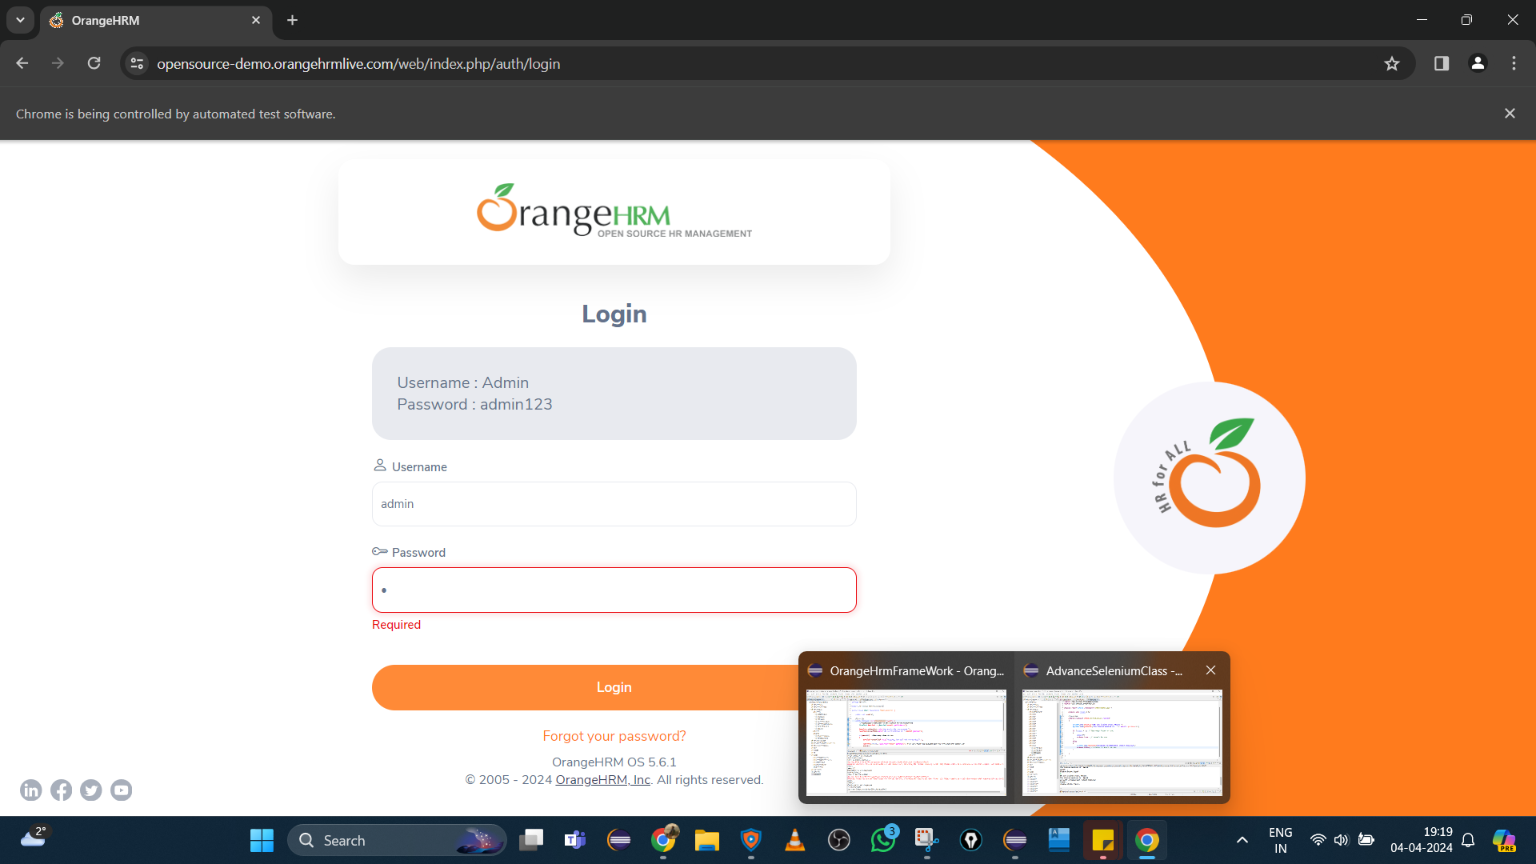 OrangeHRM
opensource-demo.orangehrmlive.com/web/index.php/auth/login
Chrome is being controlled by automated test software.
OrangeHRM
OPEN SOURCE HR MANAGEMENT
Login
Username : Admin
Password : admin123
Username
admin
Password
•
Required
Login
Forgot your password?
OrangeHRM OS 5.6.1
© 2005 - 2024 OrangeHRM, Inc. All rights reserved.
HR for ALL
OrangeHrmFrameWork - Orang...
AdvanceSeleniumClass -...
2°
Search
3
PRE
ENG
IN
19:19
04-04-2024